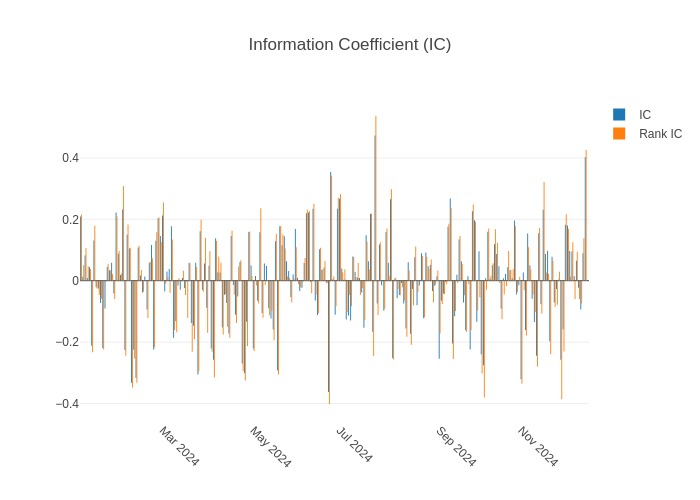 Information Coefficient (IC)
IC
Rank IC
0.4
0.2
0
−0.2
−0.4
Mar 2024
May 2024
Jul 2024
Sep 2024
Nov 2024